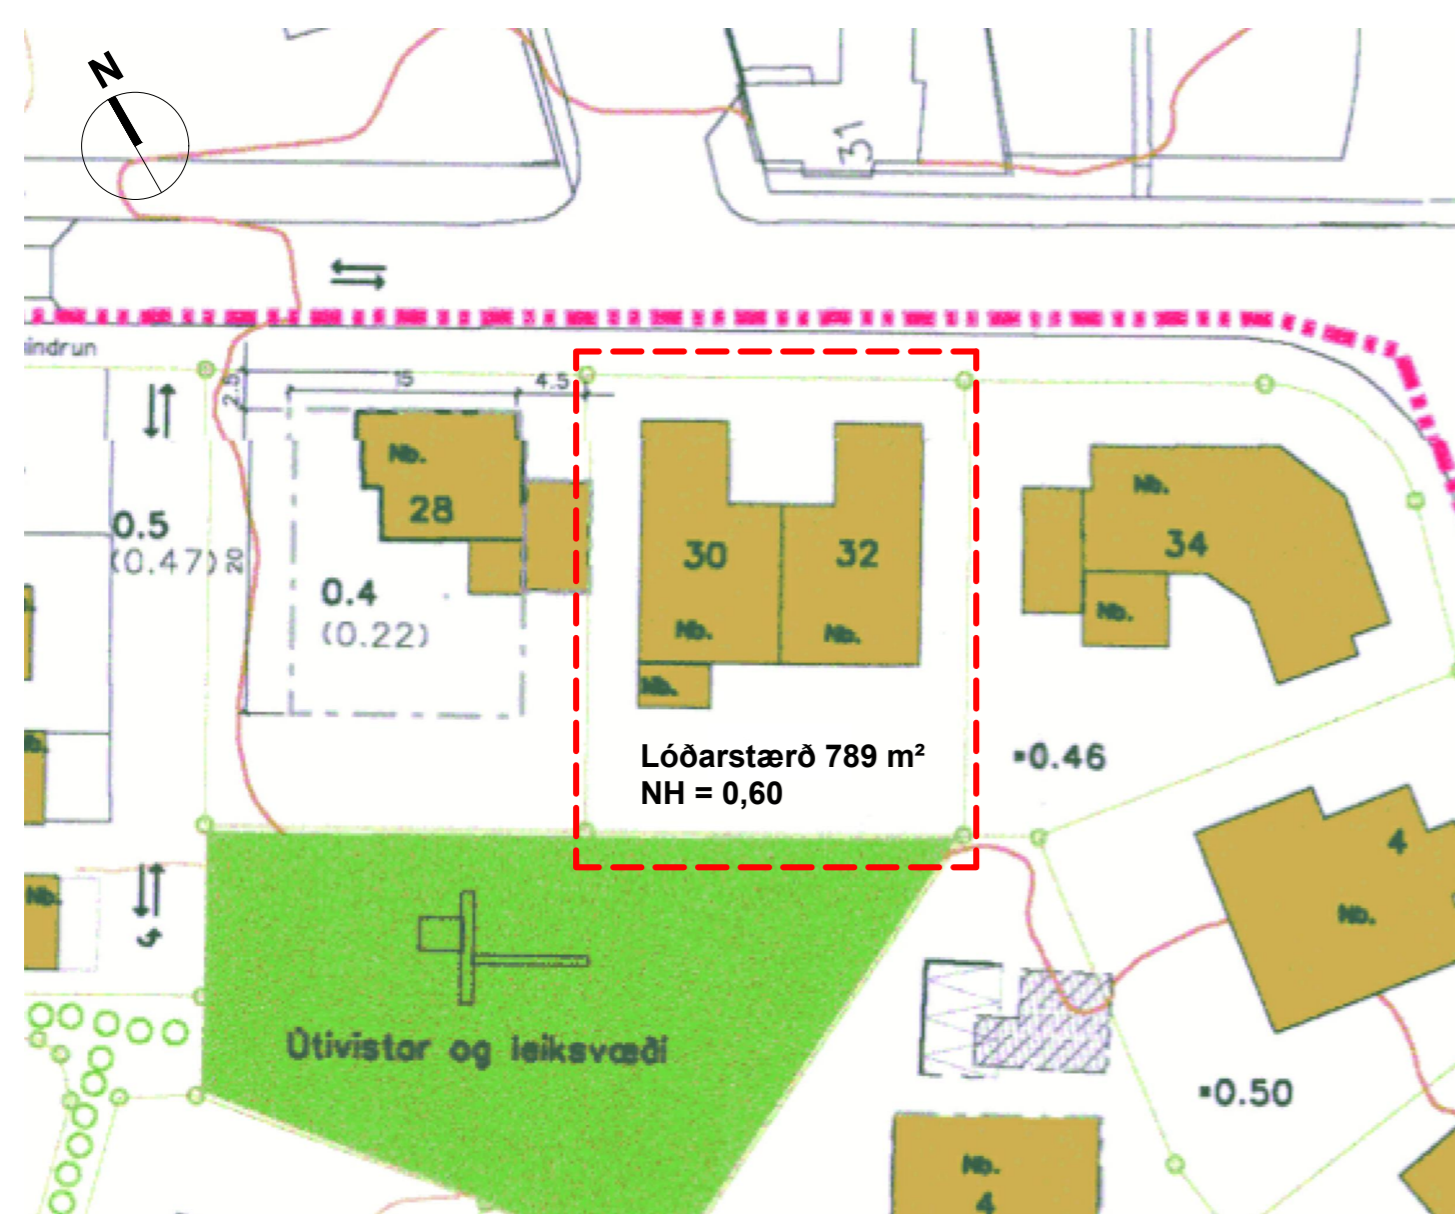 N
31
indrun
2.5
15
4.5
Nb.
28
0.5
(0.47)
20
0.4
(0.22)
30
32
Nb.
Nb.
Nb.
Nb.
34
Nb.
Lóðarstærð 789 m²
NH = 0,60
0.46
Nb.
4
Nb.
Nb.
Útivistar og leiksvæði
0.50
Nb.
4